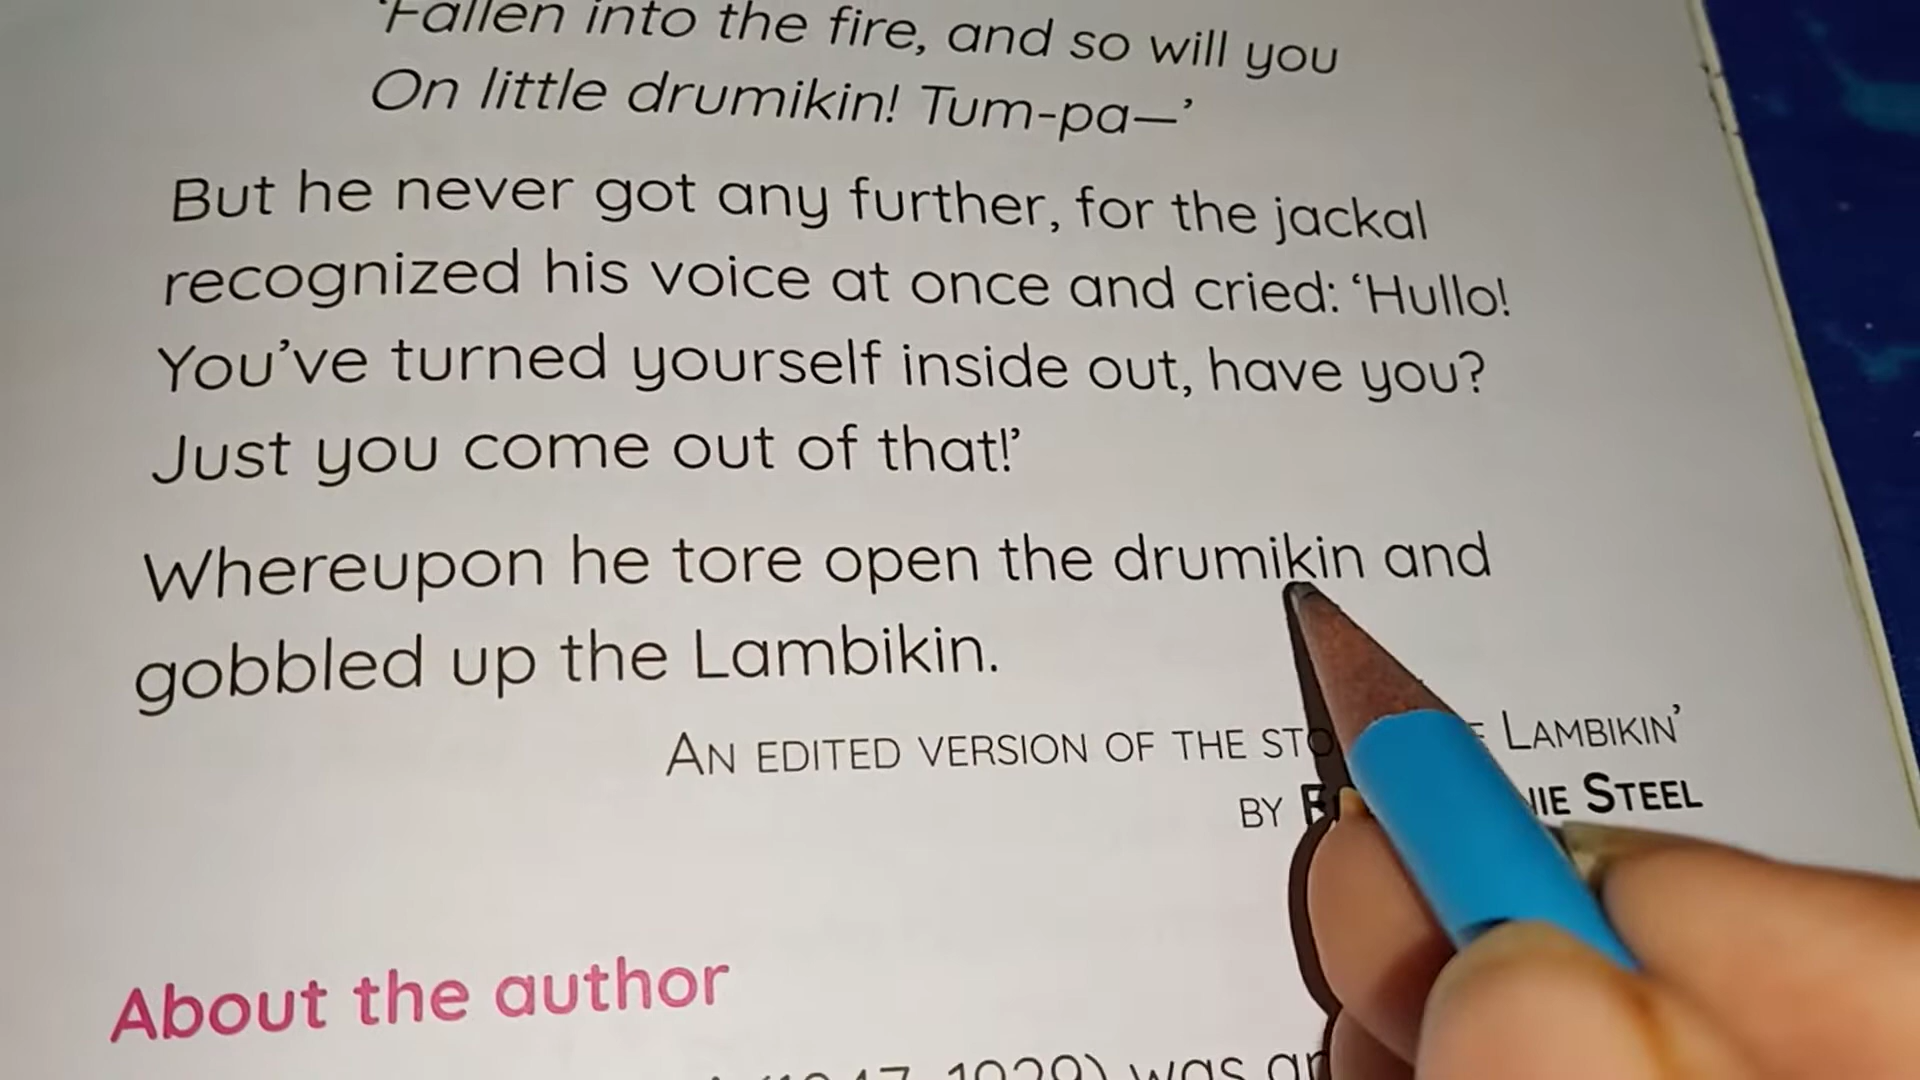 'Fallen into the fire, and so will you
On little drumikin! Tum-pa—'
But he never got any further, for the jackal
recognized his voice at once and cried: 'Hullo!
You've turned yourself inside out, have you?
Just you come out of that!'
Whereupon he tore open the drumikin and
gobbled up the Lambikin.
An edited version of the Lambikin'
by Steel
About the author
was